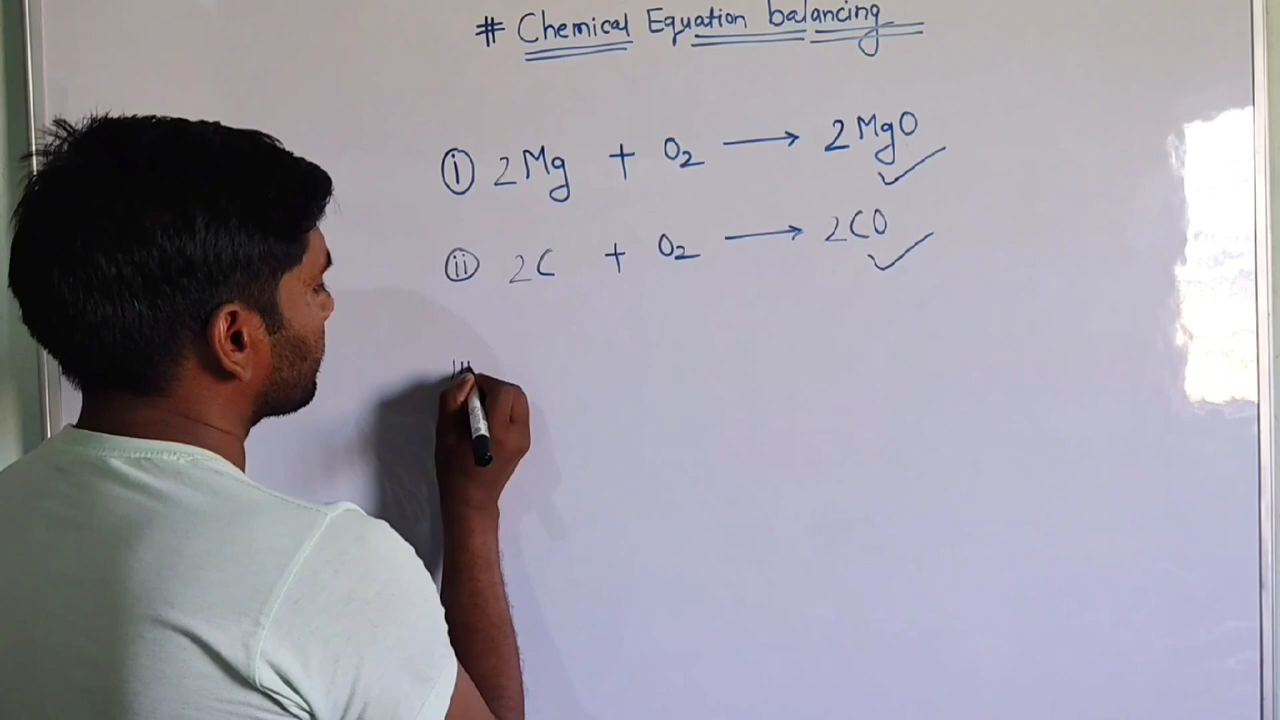 # Chemical Equation balancing
(i) 2Mg + O₂ ⟶ 2MgO ✓
(ii) 2C + O₂ ⟶ 2CO ✓